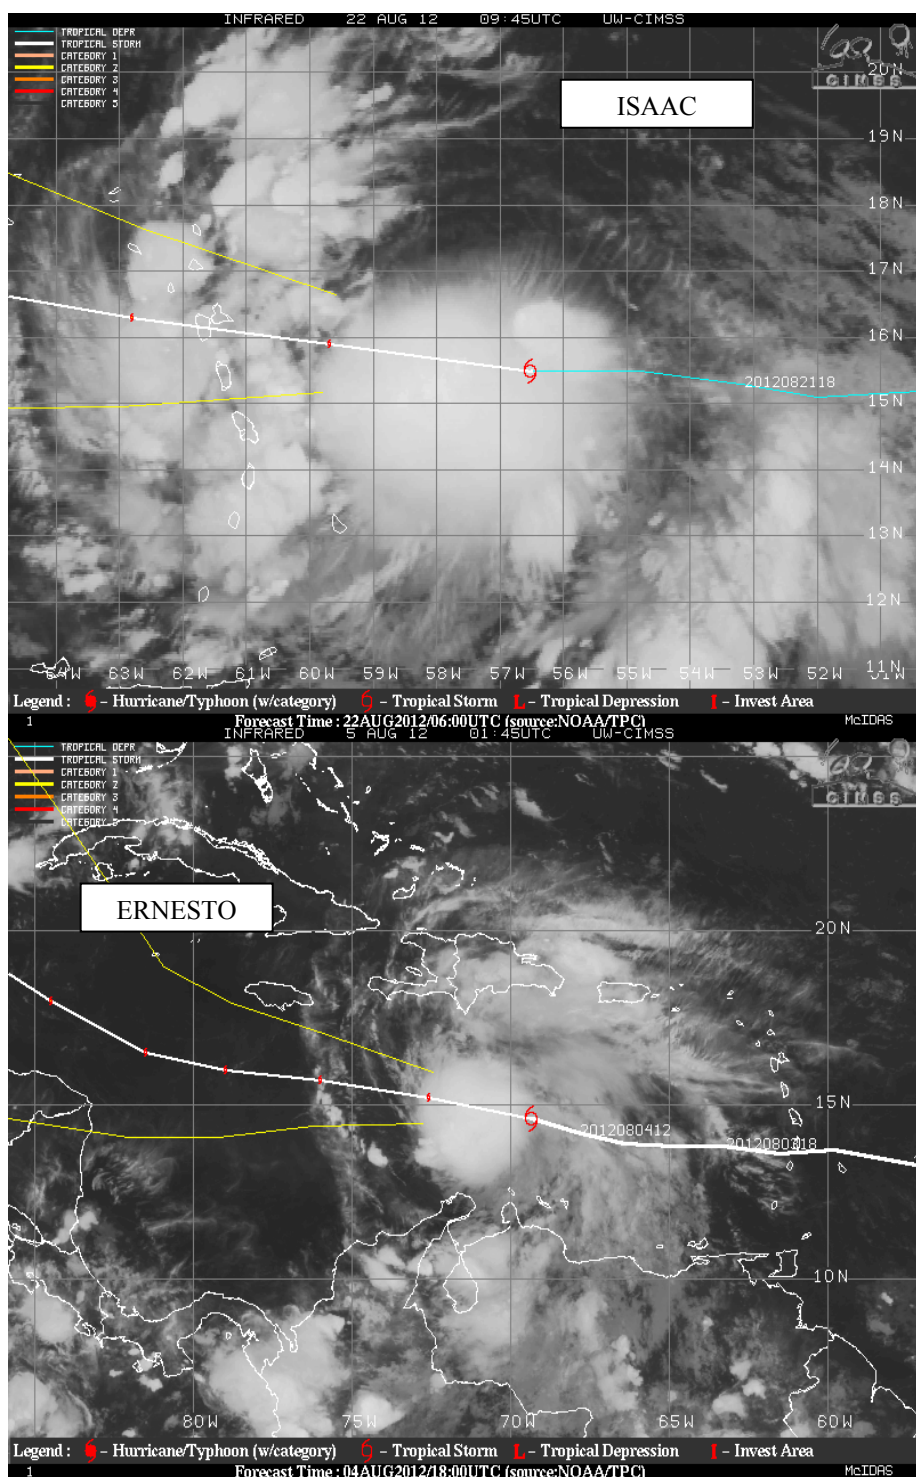 INFRARED 22 AUG 12 09:45UTC UW-CIMSS
TROPICAL DEPR
TROPICAL STORM
CATEGORY 1
CATEGORY 2
CATEGORY 3
CATEGORY 4
CATEGORY 5
CIMSS
ISAAC
20N
19N
18N
17N
16N
2012082118
15N
14N
13N
12N
11N
64W 63W 62W 61W 60W 59W 58W 57W 56W 55W 54W 53W 52W 51W
Legend : - Hurricane/Typhoon (w/category) - Tropical Storm L - Tropical Depression I - Invest Area
1 Forecast Time : 22AUG2012/06:00UTC (source:NOAA/TPC) McIDAS
INFRARED 5 AUG 12 01:45UTC UW-CIMSS
TROPICAL DEPR
TROPICAL STORM
CATEGORY 1
CATEGORY 2
CATEGORY 3
CATEGORY 4
CATEGORY 5
CIMSS
ERNESTO
20N
15N
2012080412
2012080318
10N
80W 75W 70W 65W 60W
Legend : - Hurricane/Typhoon (w/category) - Tropical Storm L - Tropical Depression I - Invest Area
1 Forecast Time : 04AUG2012/18:00UTC (source:NOAA/TPC) McIDAS